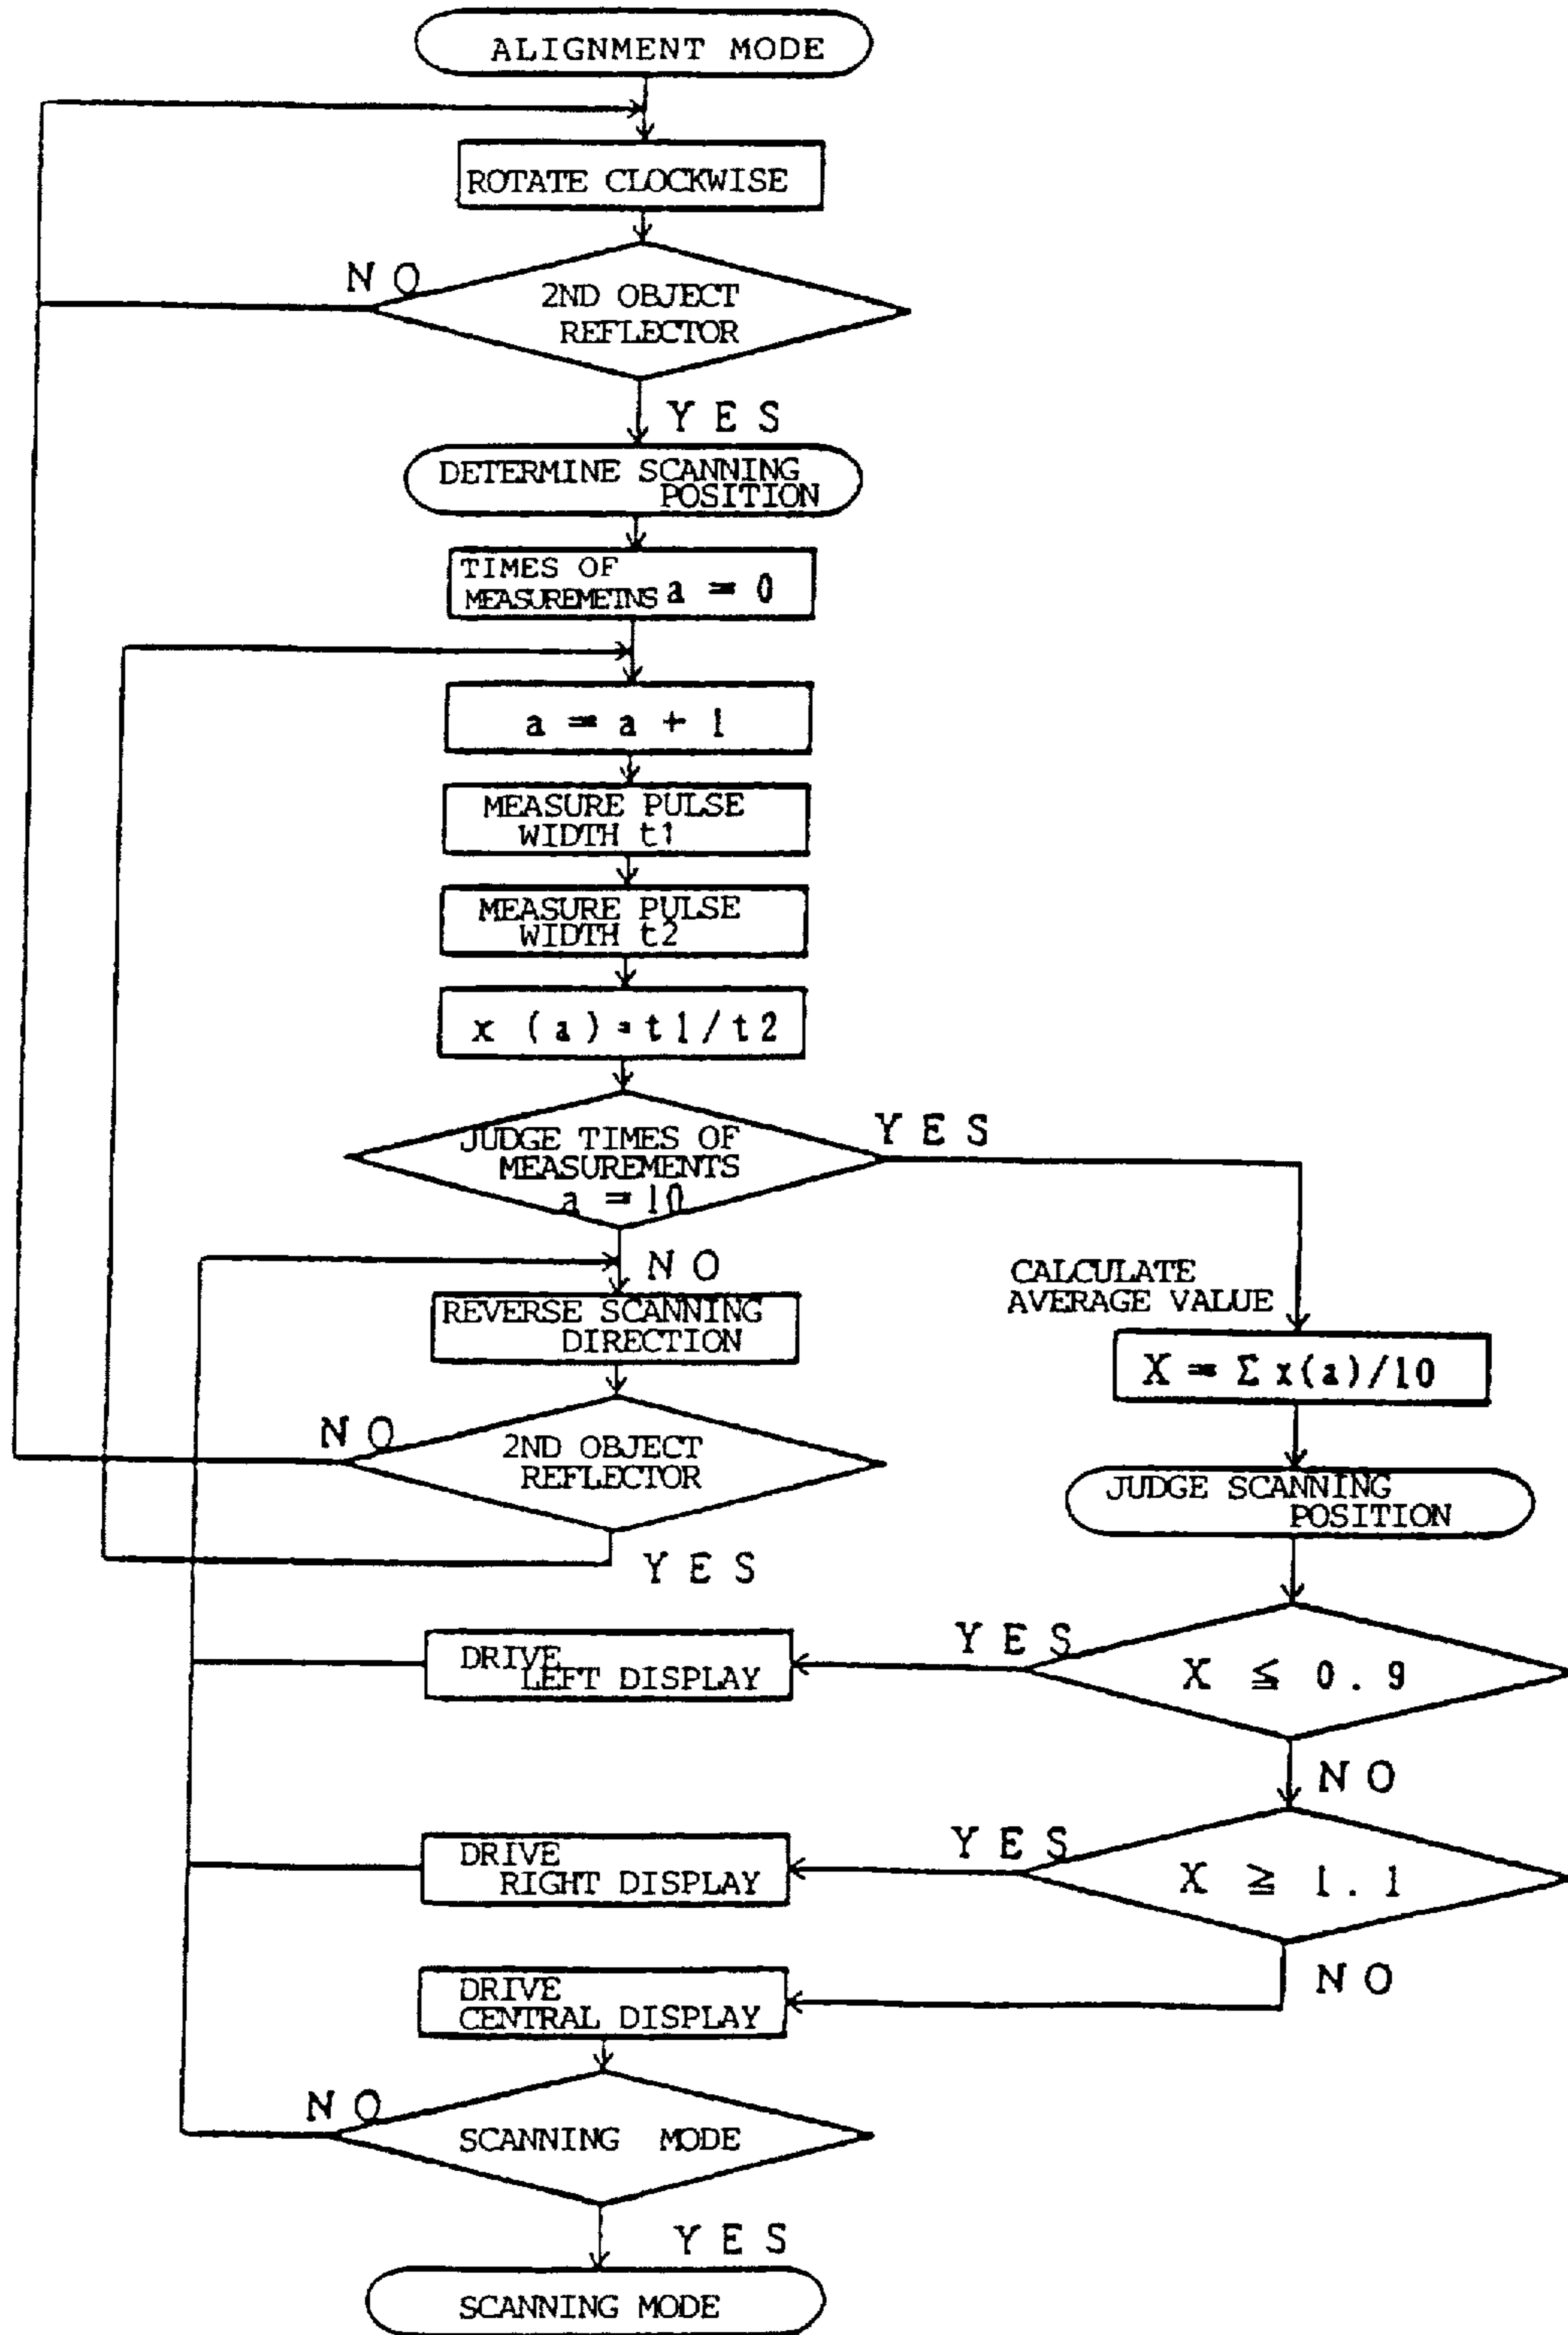 ALIGNMENT MODE
ROTATE CLOCKWISE
NO
2ND OBJECT
REFLECTOR
YES
DETERMINE SCANNING
POSITION
TIMES OF
MEASUREMETNS a = 0
a = a + 1
MEASURE PULSE
WIDTH t1
MEASURE PULSE
WIDTH t2
x (a) = t1/t2
JUDGE TIMES OF
MEASUREMENTS
a = 10
YES
NO
REVERSE SCANNING
DIRECTION
CALCULATE
AVERAGE VALUE
X = Σ x(a)/10
NO
2ND OBJECT
REFLECTOR
YES
JUDGE SCANNING
POSITION
X ≦ 0.9
YES
DRIVE
LEFT DISPLAY
NO
X ≧ 1.1
YES
DRIVE
RIGHT DISPLAY
NO
DRIVE
CENTRAL DISPLAY
NO
SCANNING MODE
YES
SCANNING MODE